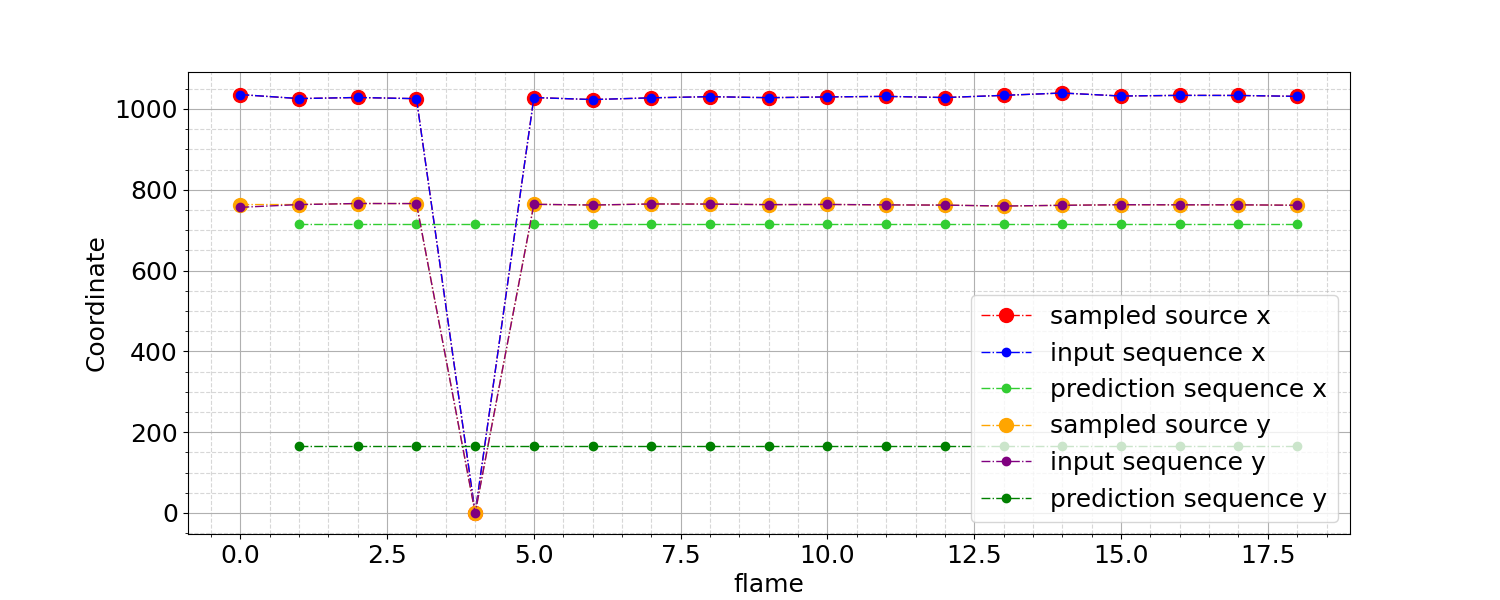 1000
800
600
400
200
0
Coordinate
0.0 2.5 5.0 7.5 10.0 12.5 15.0 17.5
flame
sampled source x
input sequence x
prediction sequence x
sampled source y
input sequence y
prediction sequence y